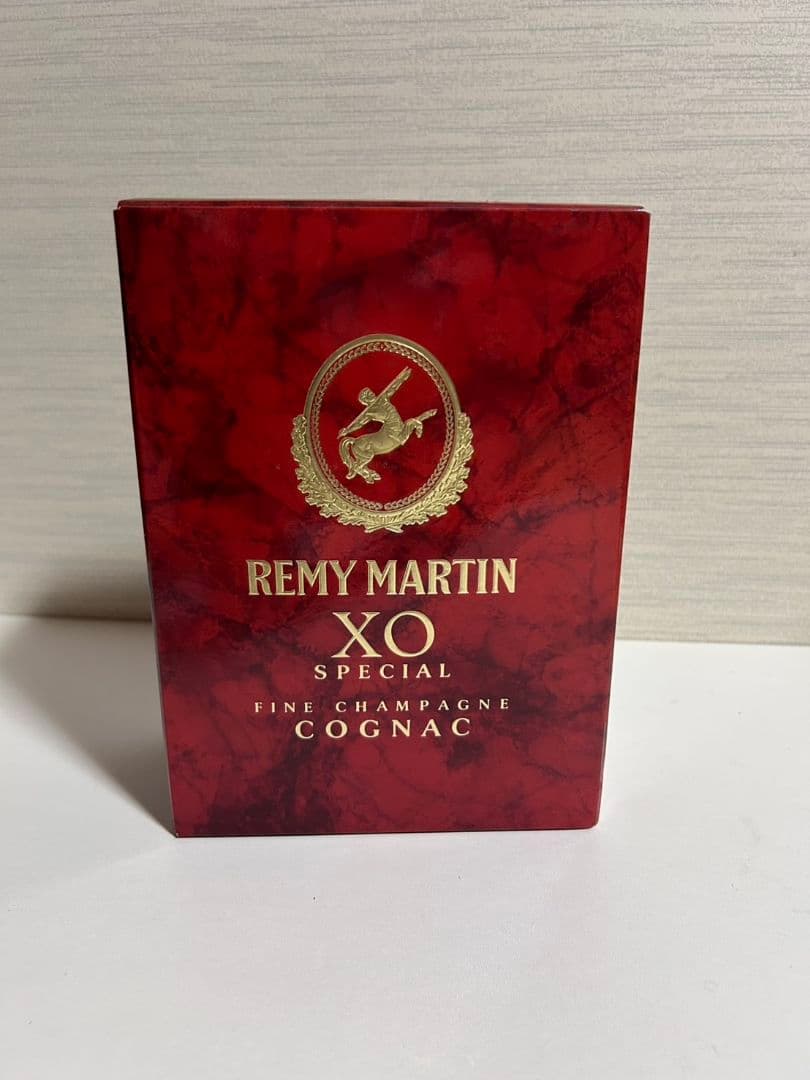 REMY MARTIN
XO
SPECIAL
FINE CHAMPAGNE
COGNAC